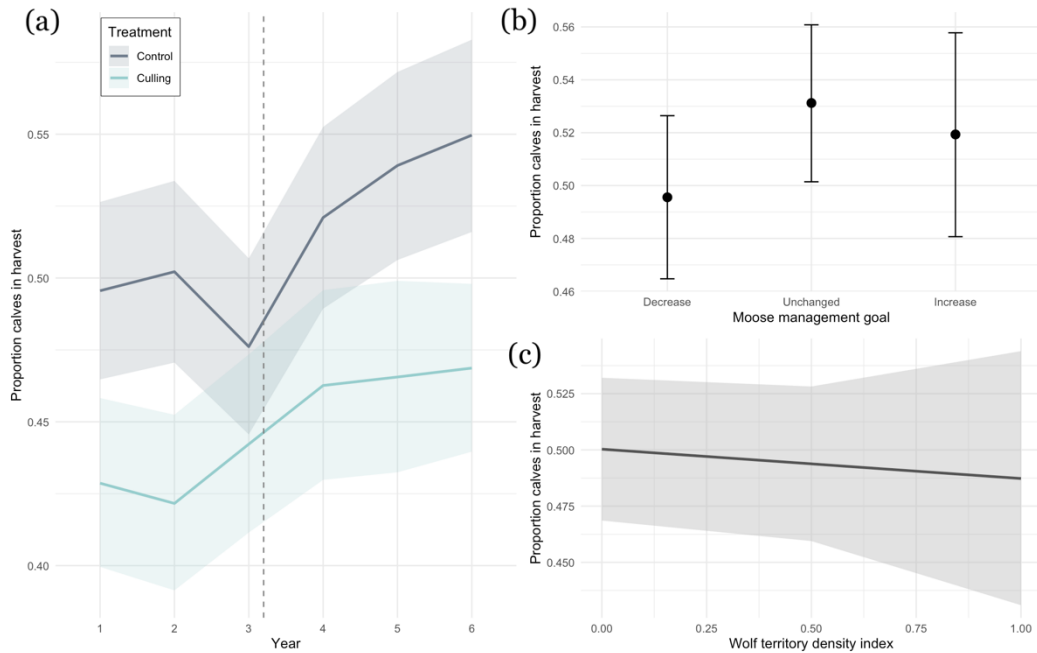 (a)
Treatment
Control
Culling
Proportion calves in harvest
0.55
0.50
0.45
0.40
1 2 3 4 5 6
Year
(b)
Proportion calves in harvest
0.56
0.54
0.52
0.50
0.48
0.46
Decrease Unchanged Increase
Moose management goal
(c)
Proportion calves in harvest
0.525
0.500
0.475
0.450
0.00 0.25 0.50 0.75 1.00
Wolf territory density index